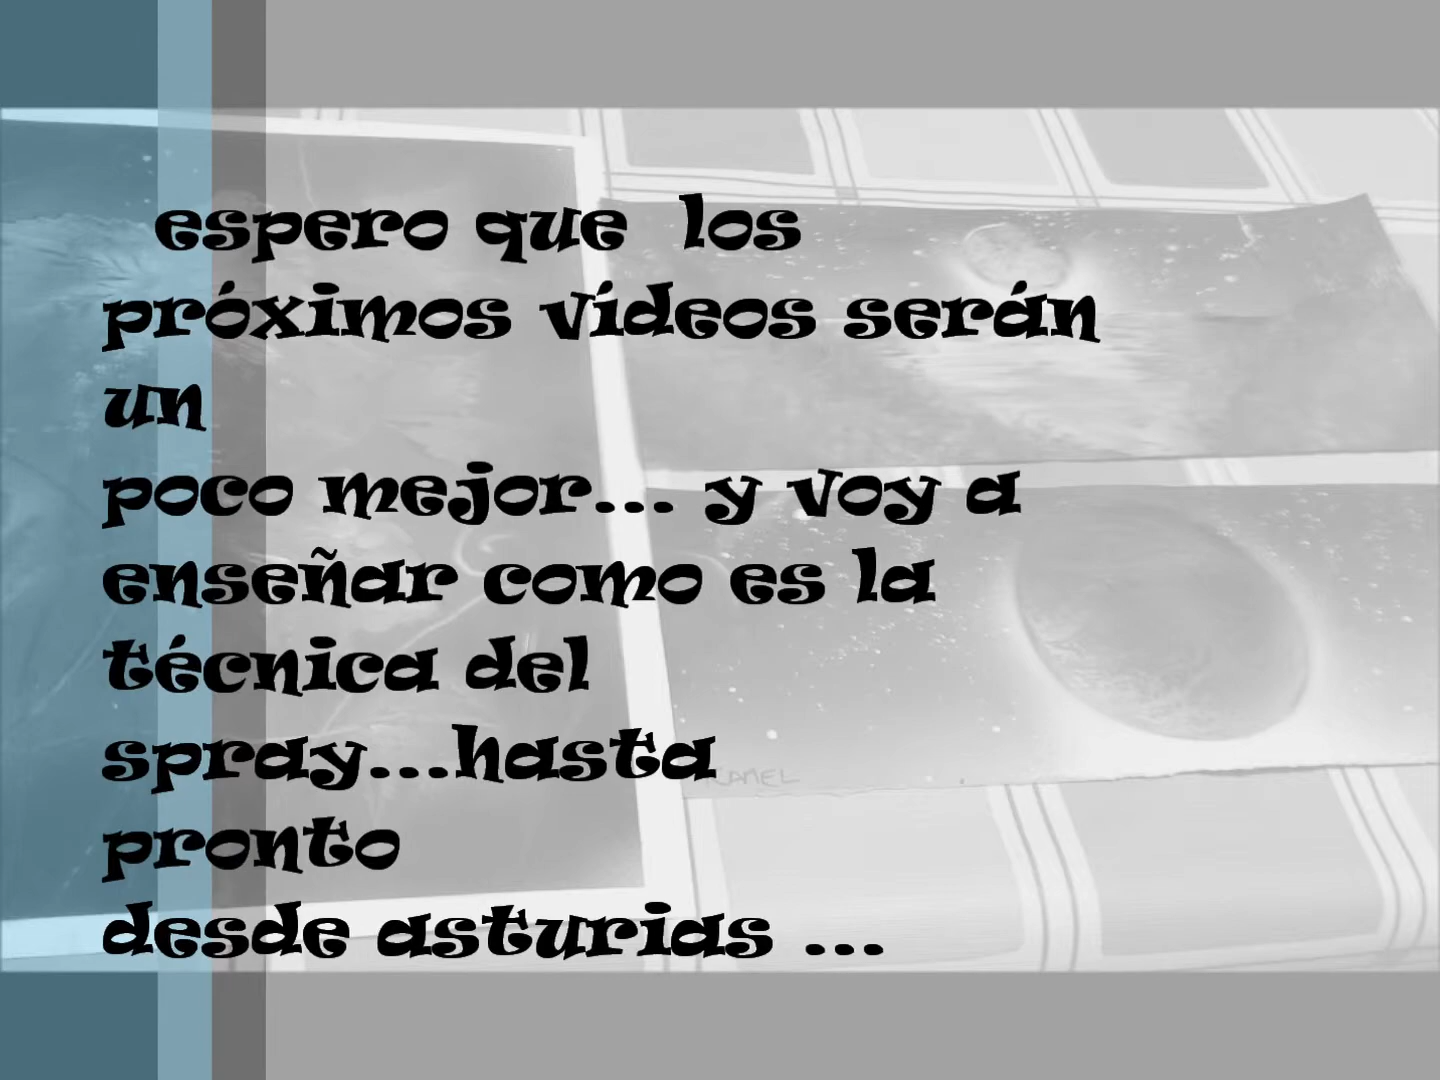 espero que los
próximos vídeos serán
un
poco mejor... y voy a
enseñar como es la
técnica del
spray...hasta
pronto
desde asturias ...